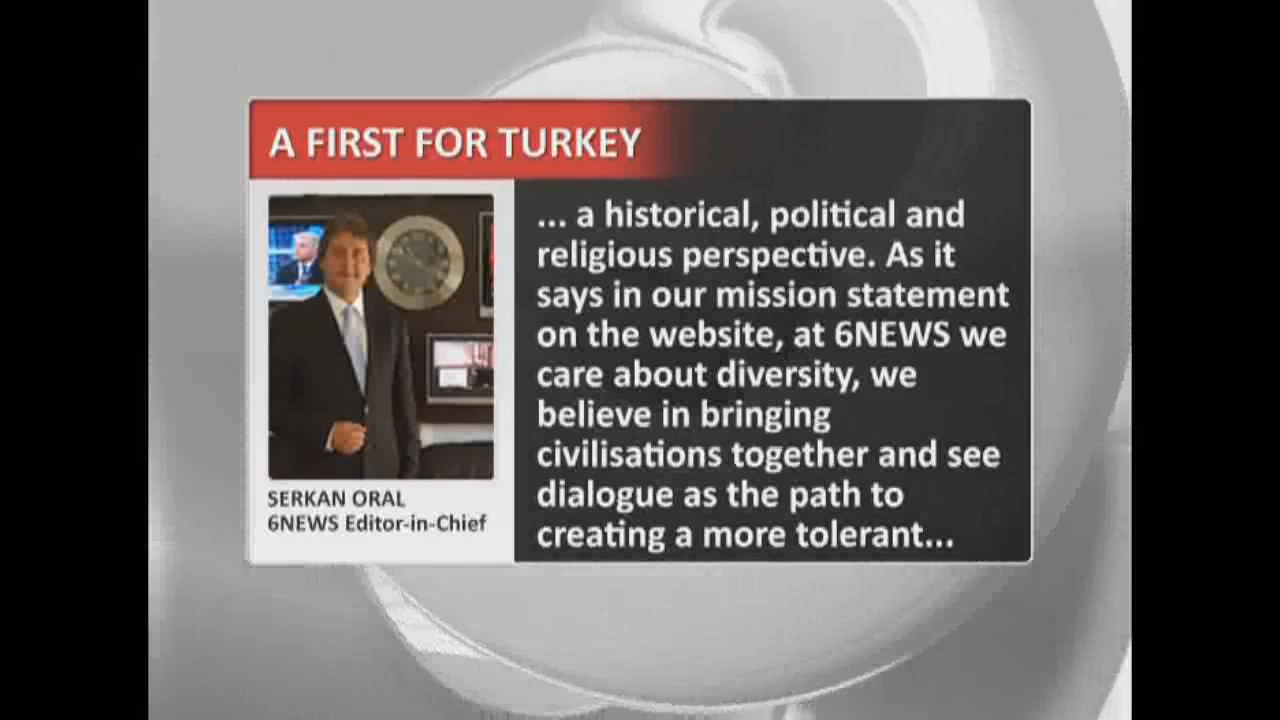 A FIRST FOR TURKEY
... a historical, political and
religious perspective. As it
says in our mission statement
on the website, at 6NEWS we
care about diversity, we
believe in bringing
civilisations together and see
dialogue as the path to
creating a more tolerant...
SERKAN ORAL
6NEWS Editor-in-Chief